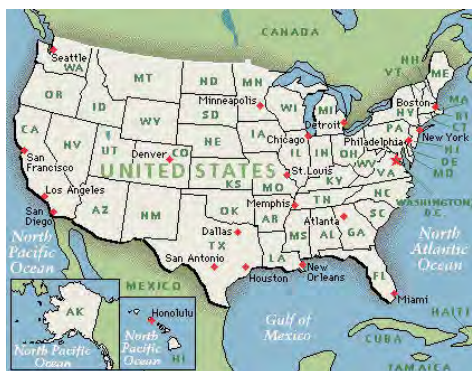 CANADA
Seattle
WA
MT
ND
MN
NH
VT
ME
OR
ID
Minneapolis
WI
MI
Boston
MA
SD
NY
WY
RI
CT
CA
NV
UT
Denver
CO
NE
IA
Chicago
Detroit
PA
Philadelphia
New York
IL
IN
OH
WV
VA
NJ
DE
MD
San
Francisco
UNITED STATES
KS
MO
St.Louis
KY
WASHINGTON,
D.C.
Los Angeles
San
Diego
AZ
NM
OK
AR
Memphis
TN
NC
SC
Dallas
TX
MS
AL
GA
Atlanta
North
Pacific
Ocean
North
Atlantic
Ocean
San Antonio
Houston
LA
New
Orleans
FL
Miami
MEXICO
Gulf of
Mexico
AK
North Pacific
Ocean
Honolulu
North
Pacific
Ocean
HI
CUBA
HAITI
JAMAICA